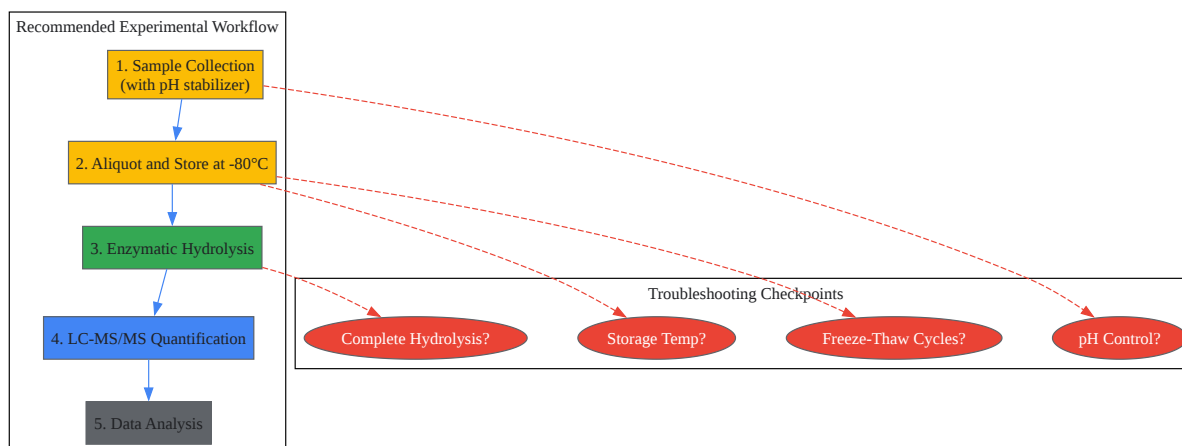 Recommended Experimental Workflow
1. Sample Collection
(with pH stabilizer)
2. Aliquot and Store at -80°C
3. Enzymatic Hydrolysis
Troubleshooting Checkpoints
4. LC-MS/MS Quantification
Complete Hydrolysis?
Storage Temp?
Freeze-Thaw Cycles?
pH Control?
5. Data Analysis